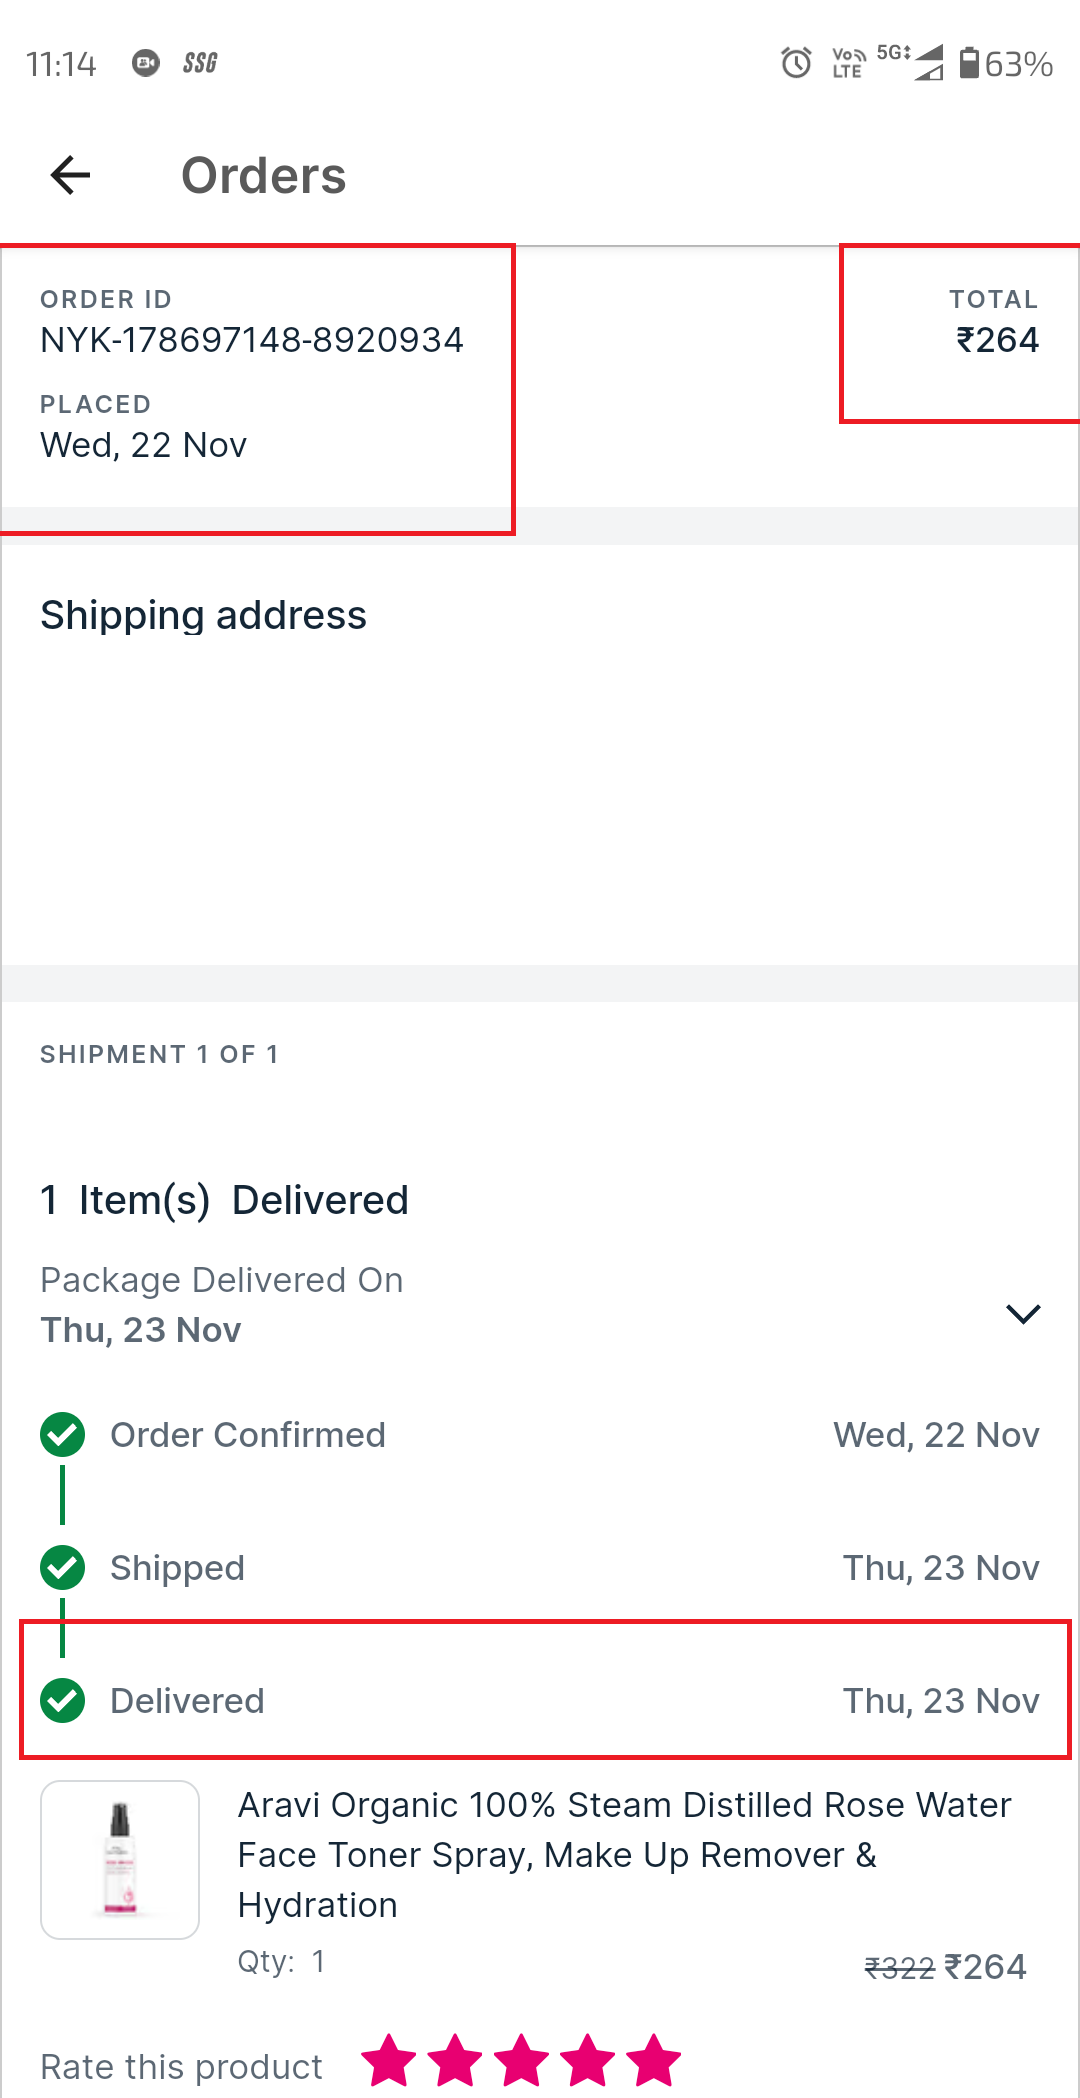 11:14 SSG VoLTE 5G 63%
Orders
ORDER ID
NYK-178697148-8920934
TOTAL
₹264
PLACED
Wed, 22 Nov
Shipping address
SHIPMENT 1 OF 1
1 Item(s) Delivered
Package Delivered On
Thu, 23 Nov
Order Confirmed Wed, 22 Nov
Shipped Thu, 23 Nov
Delivered Thu, 23 Nov
Aravi Organic 100% Steam Distilled Rose Water
Face Toner Spray, Make Up Remover &
Hydration
Qty: 1 ₹322 ₹264
Rate this product